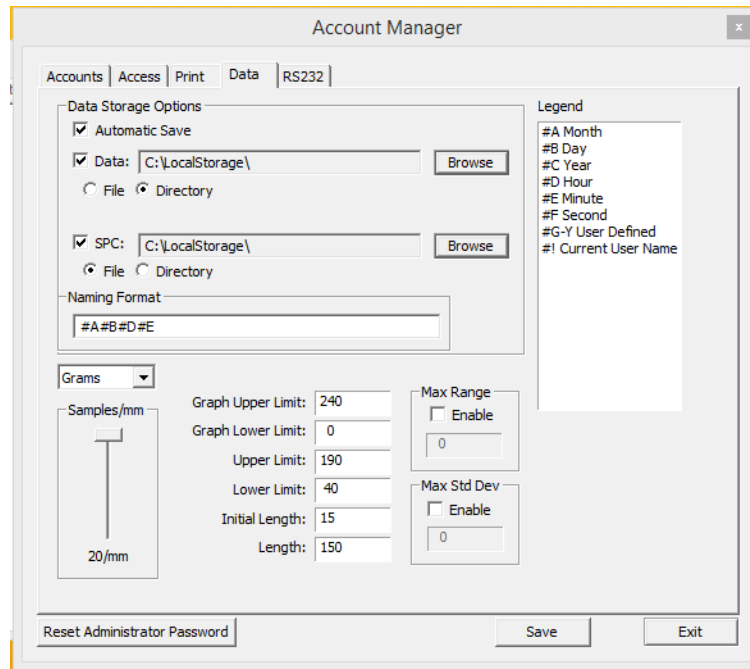 Account Manager
x
Accounts Access Print Data RS232
Data Storage Options
Automatic Save
Data: C:\LocalStorage\ Browse
File Directory
SPC: C:\LocalStorage\ Browse
File Directory
Naming Format
#A#B#D#E
Legend
#A Month
#B Day
#C Year
#D Hour
#E Minute
#F Second
#G-Y User Defined
#! Current User Name
Grams
Samples/mm
20/mm
Graph Upper Limit: 240
Graph Lower Limit: 0
Upper Limit: 190
Lower Limit: 40
Initial Length: 15
Length: 150
Max Range
Enable
0
Max Std Dev
Enable
0
Reset Administrator Password Save Exit